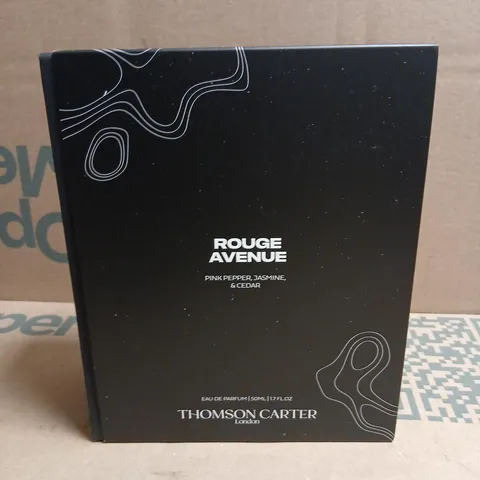 ROUGE
AVENUE
PINK PEPPER, JASMINE,
& CEDAR
EAU DE PARFUM | 50ML | 1.7 FL.OZ
THOMSON CARTER
London